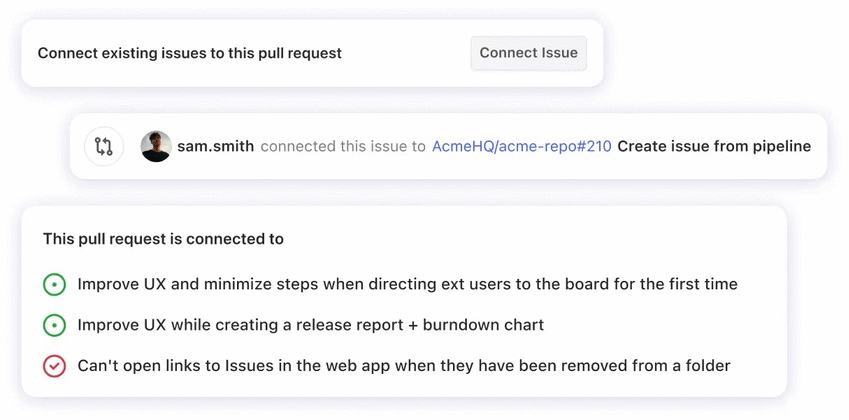 Connect existing issues to this pull request
Connect Issue
sam.smith connected this issue to AcmeHQ/acme-repo#210 Create issue from pipeline
This pull request is connected to
Improve UX and minimize steps when directing ext users to the board for the first time
Improve UX while creating a release report + burndown chart
Can't open links to Issues in the web app when they have been removed from a folder